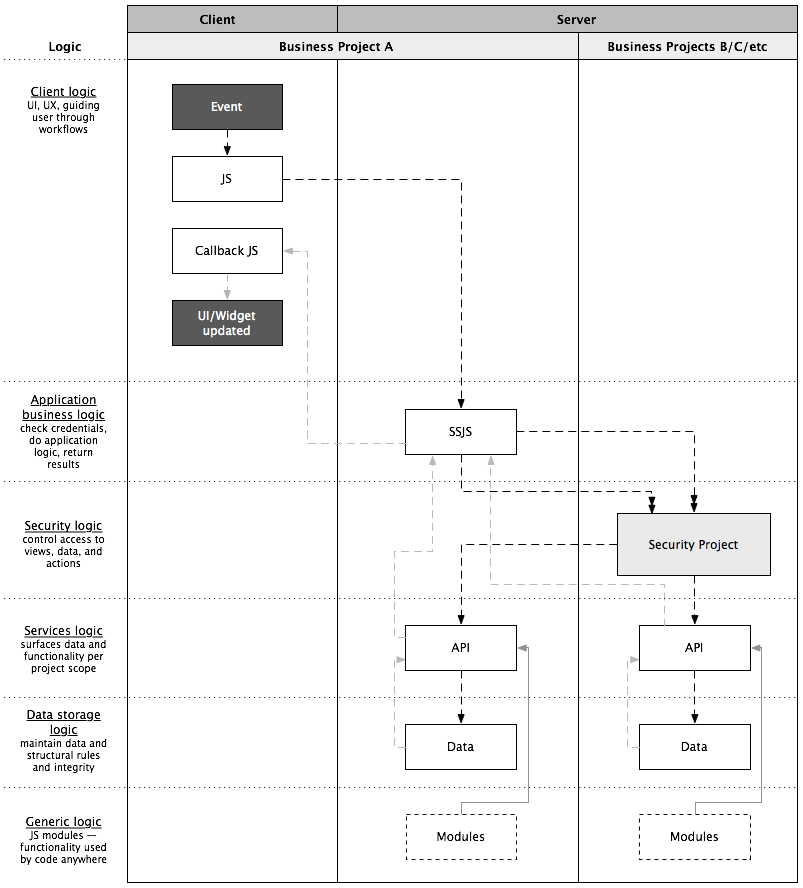 Client
Server
Logic
Business Project A
Business Projects B/C/etc
Client logic
UI, UX, guiding
user through
workflows
Event
JS
Callback JS
UI/Widget
updated
Application
business logic
check credentials,
do application
logic, return
results
SSJS
Security logic
control access to
views, data, and
actions
Security Project
Services logic
surfaces data and
functionality per
project scope
API
API
Data storage
logic
maintain data and
structural rules
and integrity
Data
Data
Generic logic
JS modules —
functionality used
by code anywhere
Modules
Modules